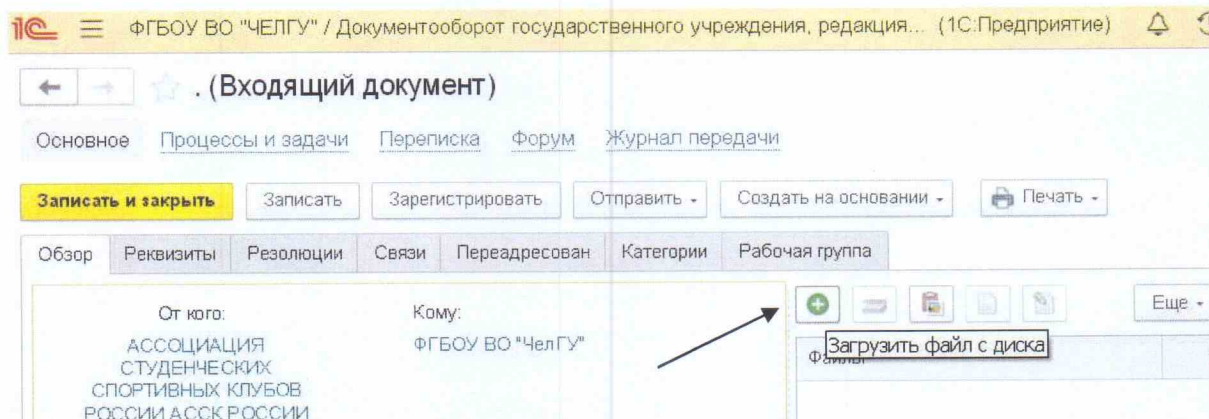 1С ФГБОУ ВО "ЧЕЛГУ" / Документооборот государственного учреждения, редакция... (1С:Предприятие)
. (Входящий документ)
Основное Процессы и задачи Переписка Форум Журнал передачи
Записать и закрыть Записать Зарегистрировать Отправить Создать на основании Печать
Обзор Реквизиты Резолюции Связи Переадресован Категории Рабочая группа
От кого: Кому: Еще
АССОЦИАЦИЯ ФГБОУ ВО "ЧелГУ" Загрузить файл с диска
СТУДЕНЧЕСКИХ
СПОРТИВНЫХ КЛУБОВ
РОССИИ АССК РОССИИ